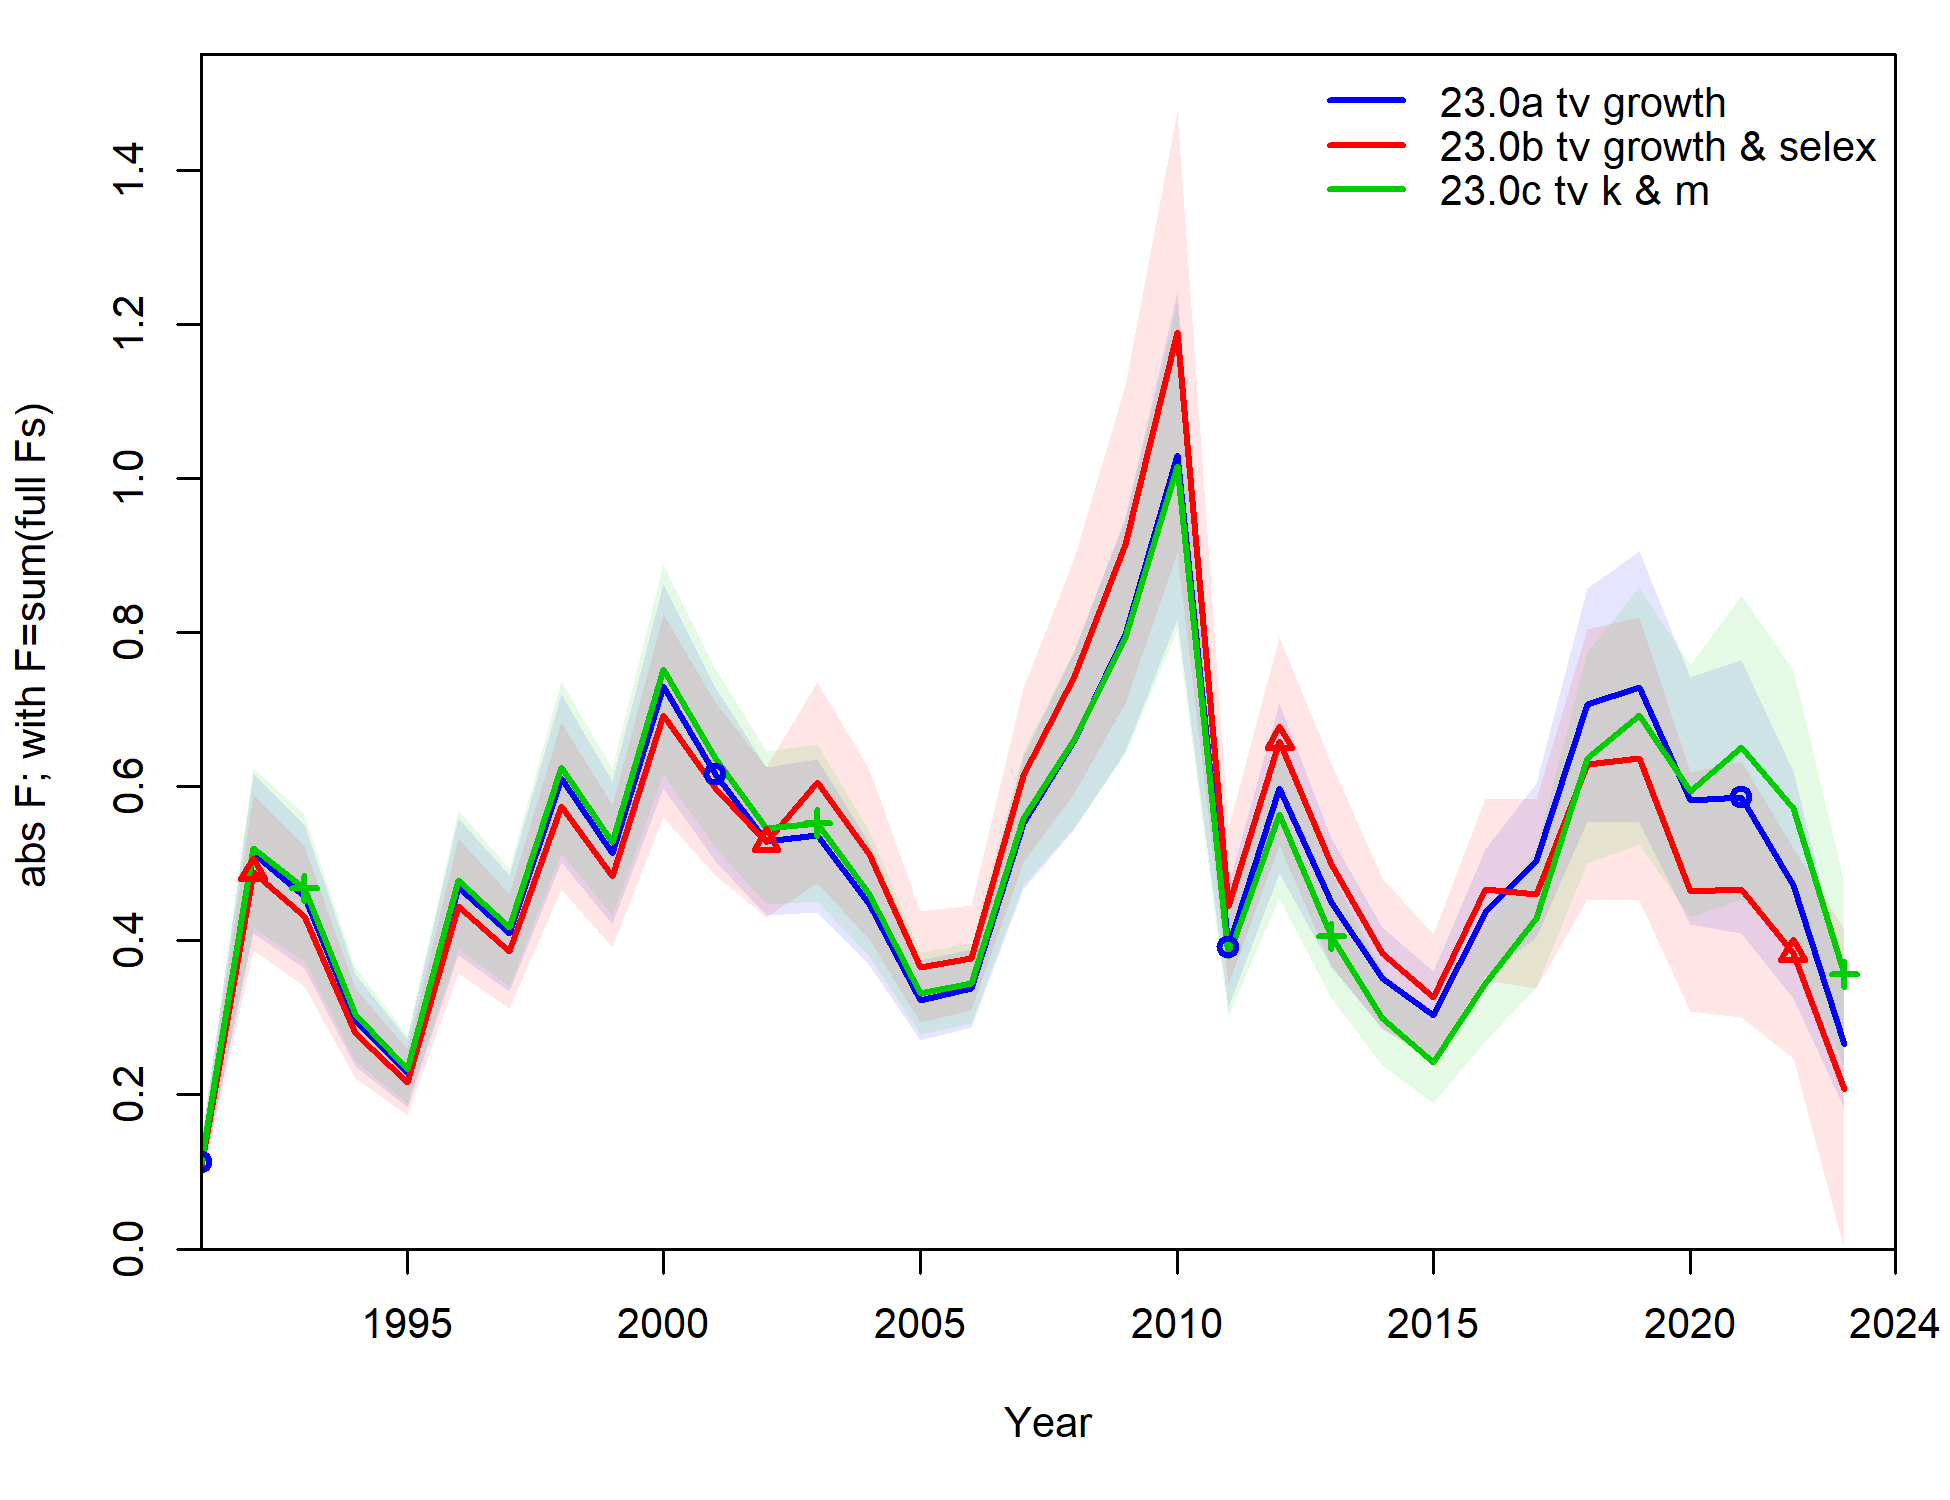 23.0a tv growth
23.0b tv growth & selex
23.0c tv k & m
abs F; with F=sum(full Fs)
1.4
1.2
1.0
0.8
0.6
0.4
0.2
0.0
1995 2000 2005 2010 2015 2020 2024
Year